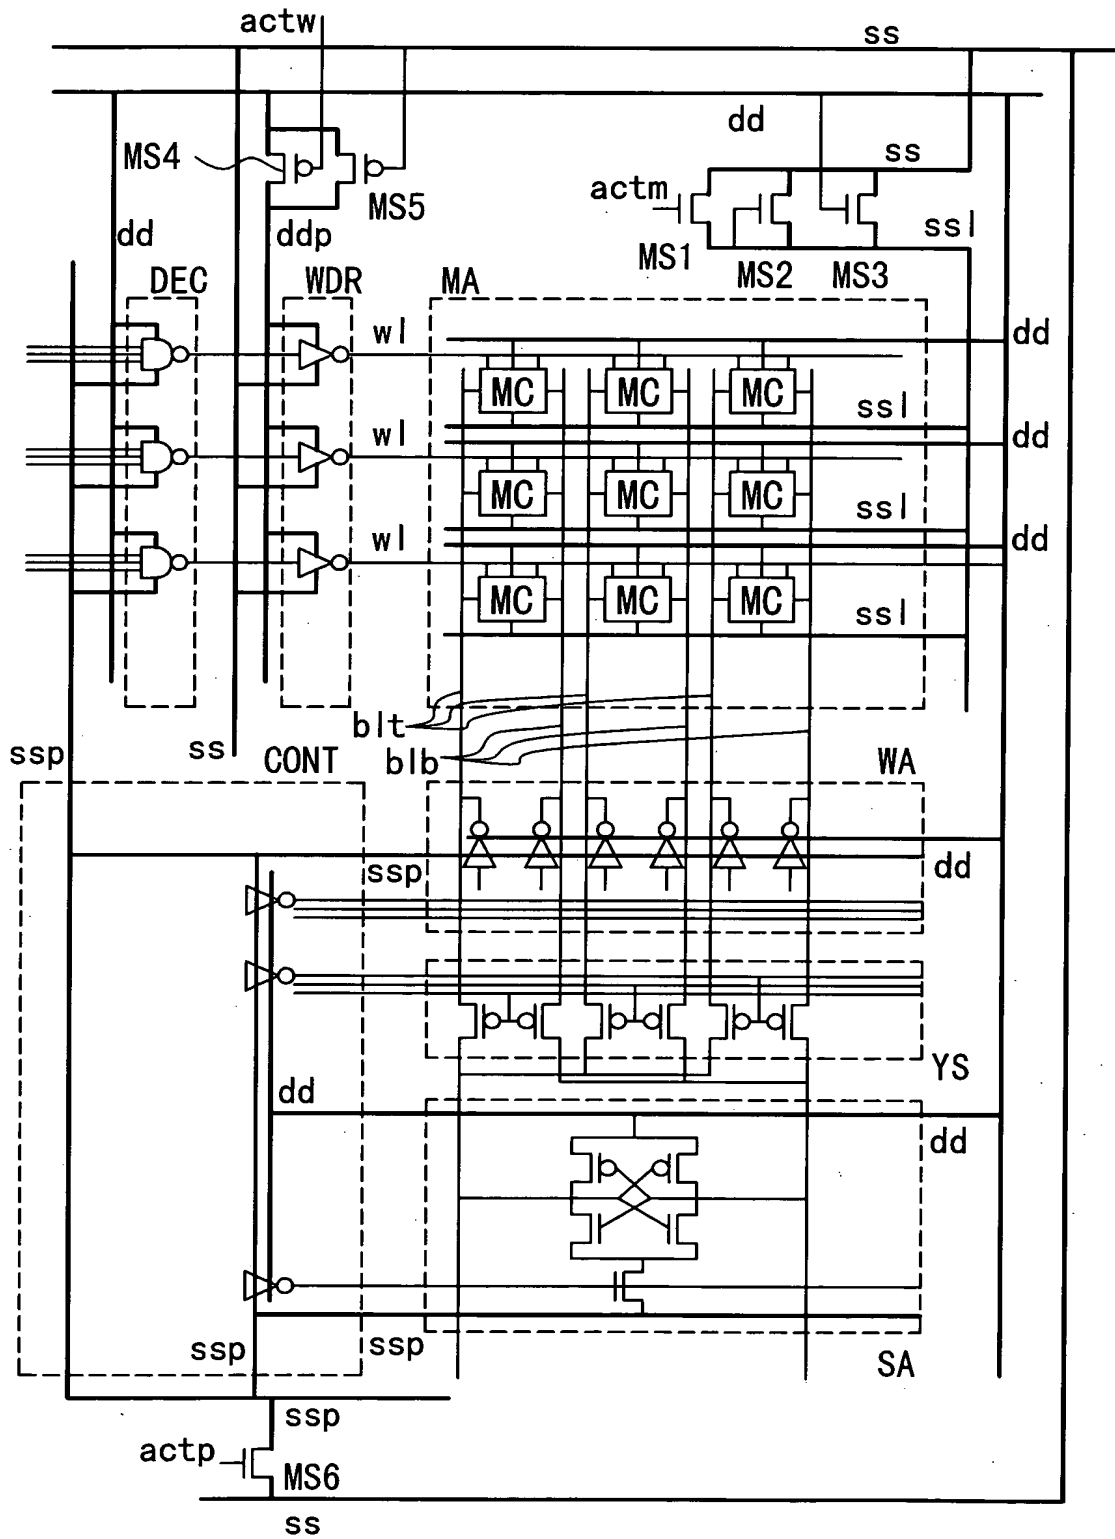 actw
ss
dd
MS4
MS5
ss
actm
ssl
MS1
MS2
MS3
dd
ddp
DEC
WDR
MA
wl
dd
MC MC MC
ssl
wl
dd
MC MC MC
ssl
wl
dd
MC MC MC
ssl
blt
blb
ssp
ss
CONT
WA
ssp
dd
YS
dd
dd
ssp
ssp
SA
ssp
actp
MS6
ss